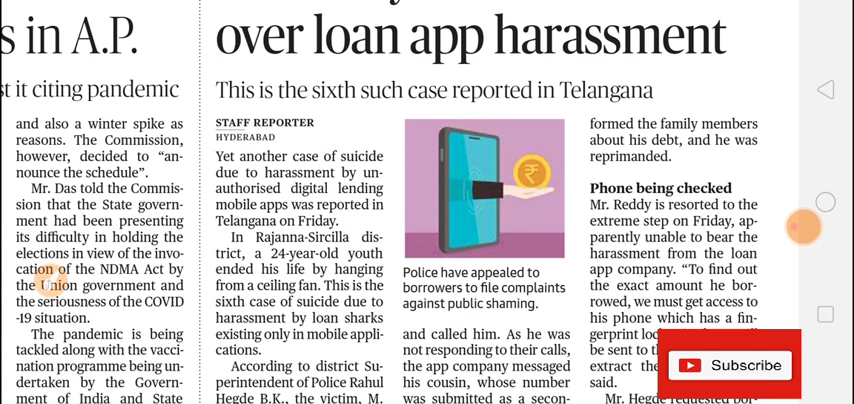 s in A.P.
t it citing pandemic
and also a winter spike as
reasons. The Commission,
however, decided to “an-
nounce the schedule”.
Mr. Das told the Commis-
sion that the State govern-
ment had been presenting
its difficulty in holding the
elections in view of the invo-
cation of the NDMA Act by
the Union government and
the seriousness of the COVID
-19 situation.
The pandemic is being
tackled along with the vacci-
nation programme being un-
dertaken by the Govern-
ment of India and State
over loan app harassment
This is the sixth such case reported in Telangana
STAFF REPORTER
HYDERABAD
Yet another case of suicide
due to harassment by un-
authorised digital lending
mobile apps was reported in
Telangana on Friday.
In Rajanna-Sircilla dis-
trict, a 24-year-old youth
ended his life by hanging
from a ceiling fan. This is the
sixth case of suicide due to
harassment by loan sharks
existing only in mobile appli-
cations.
According to district Su-
perintendent of Police Rahul
Hegde B.K., the victim, M.
₹
Police have appealed to
borrowers to file complaints
against public shaming.
and called him. As he was
not responding to their calls,
the app company messaged
his cousin, whose number
was submitted as a secon-
formed the family members
about his debt, and he was
reprimanded.
Phone being checked
Mr. Reddy is resorted to the
extreme step on Friday, ap-
parently unable to bear the
harassment from the loan
app company. “To find out
the exact amount he bor-
rowed, we must get access to
his phone which has a fin-
gerprint
be sent to
extract the
said.
Mr. Hegde requested bor-
Subscribe